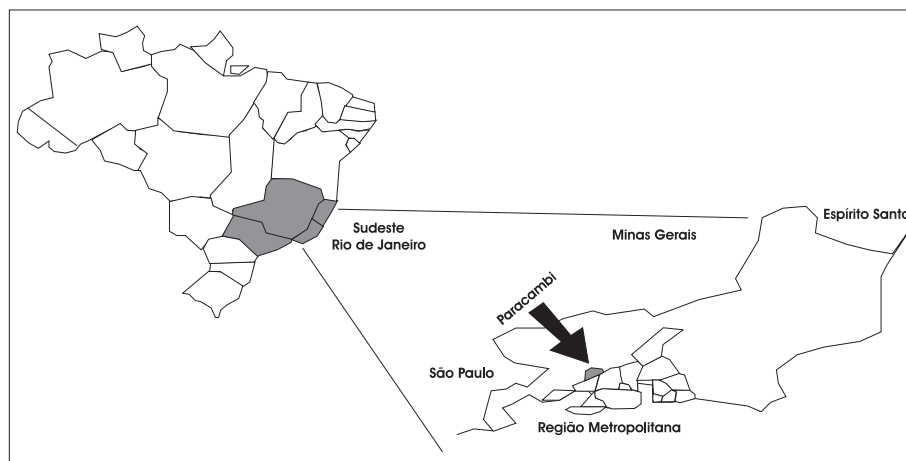 Sudeste
Rio de Janeiro
Minas Gerais
Espírito Santo
Paracambi
São Paulo
Região Metropolitana